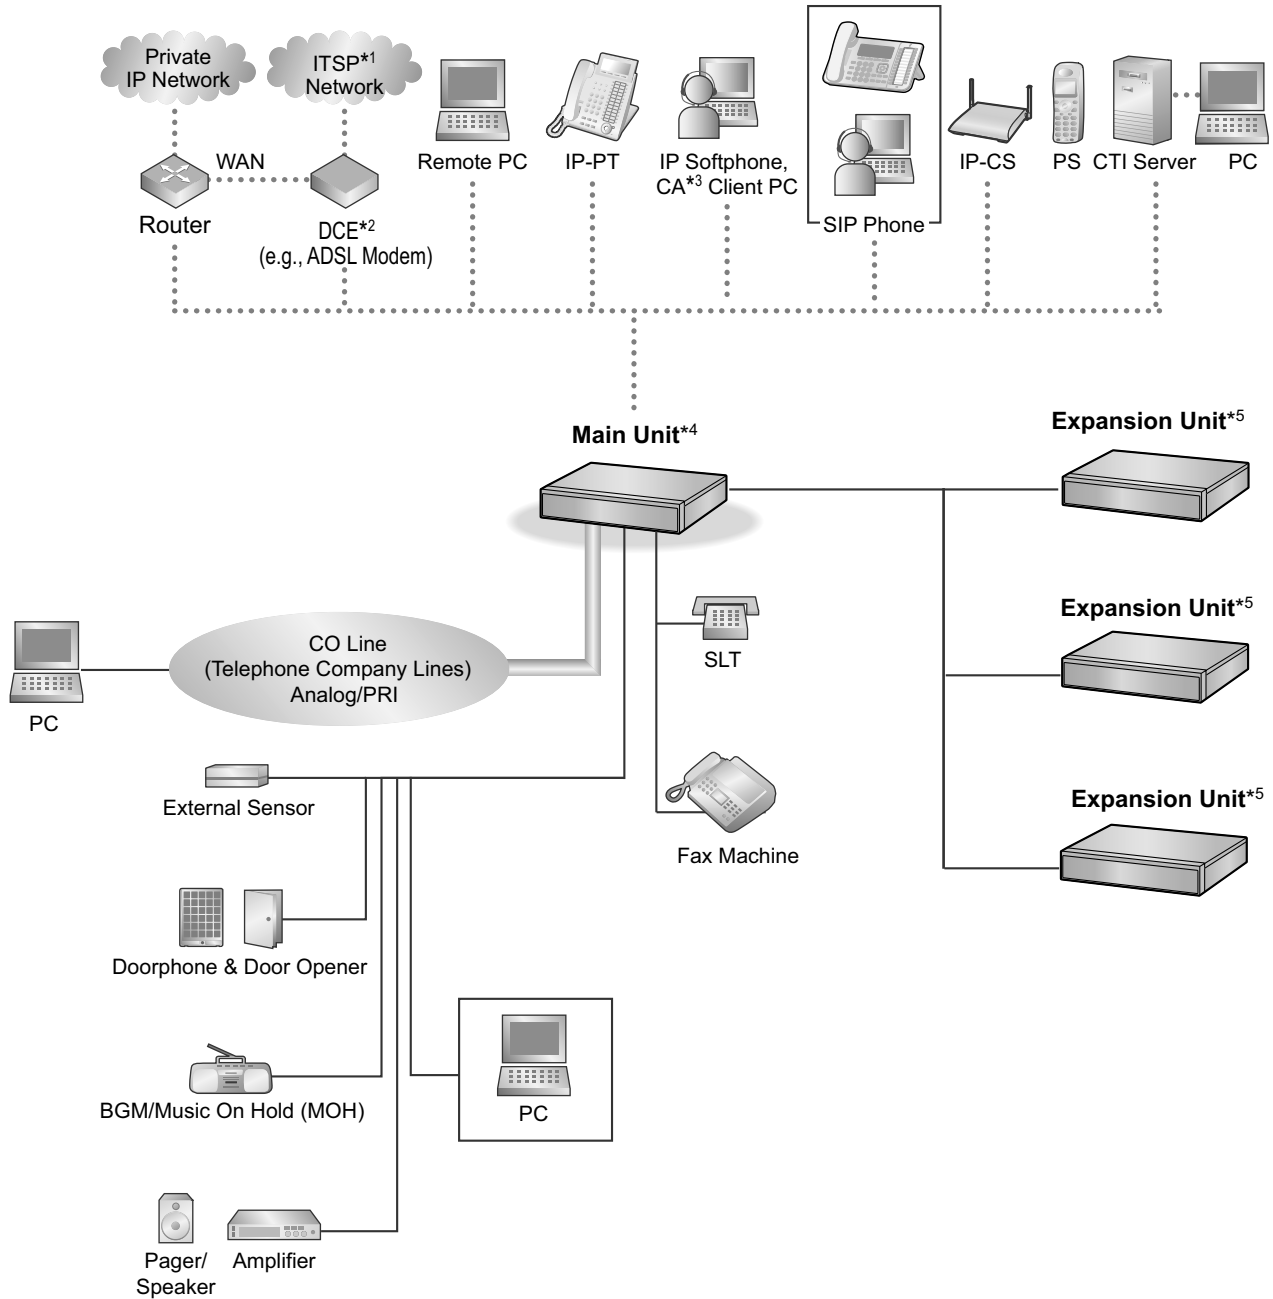 Private
IP Network
ITSP*1
Network
WAN
Router
DCE*2
(e.g., ADSL Modem)
Remote PC
IP-PT
IP Softphone,
CA*3 Client PC
SIP Phone
IP-CS
PS
CTI Server
PC
Main Unit*4
Expansion Unit*5
Expansion Unit*5
Expansion Unit*5
CO Line
(Telephone Company Lines)
Analog/PRI
PC
SLT
Fax Machine
External Sensor
Doorphone & Door Opener
BGM/Music On Hold (MOH)
PC
Pager/
Speaker
Amplifier